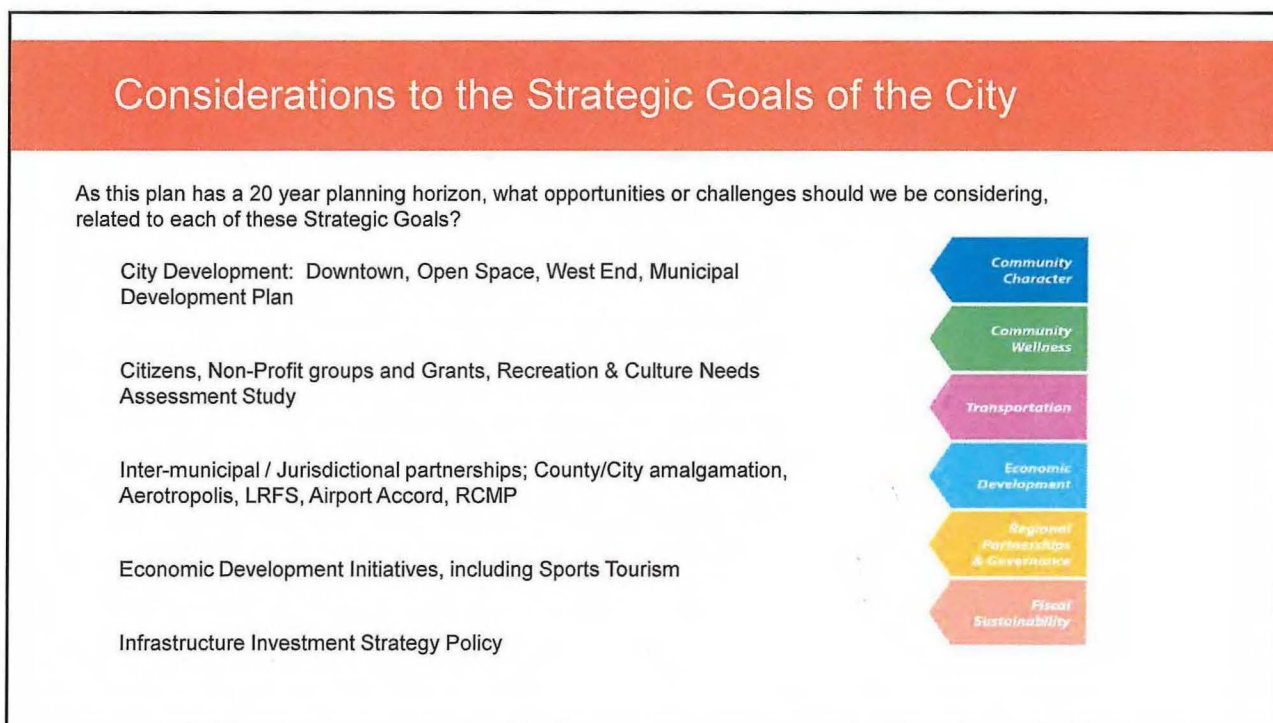 Considerations to the Strategic Goals of the City
As this plan has a 20 year planning horizon, what opportunities or challenges should we be considering,
related to each of these Strategic Goals?
City Development:  Downtown, Open Space, West End, Municipal
Development Plan
Citizens, Non-Profit groups and Grants, Recreation & Culture Needs
Assessment Study
Inter-municipal / Jurisdictional partnerships; County/City amalgamation,
Aerotropolis, LRFS, Airport Accord, RCMP
Economic Development Initiatives, including Sports Tourism
Infrastructure Investment Strategy Policy
Community
Character
Community
Wellness
Transportation
Economic
Development
Regional
Partnerships
& Governance
Fiscal
Sustainability